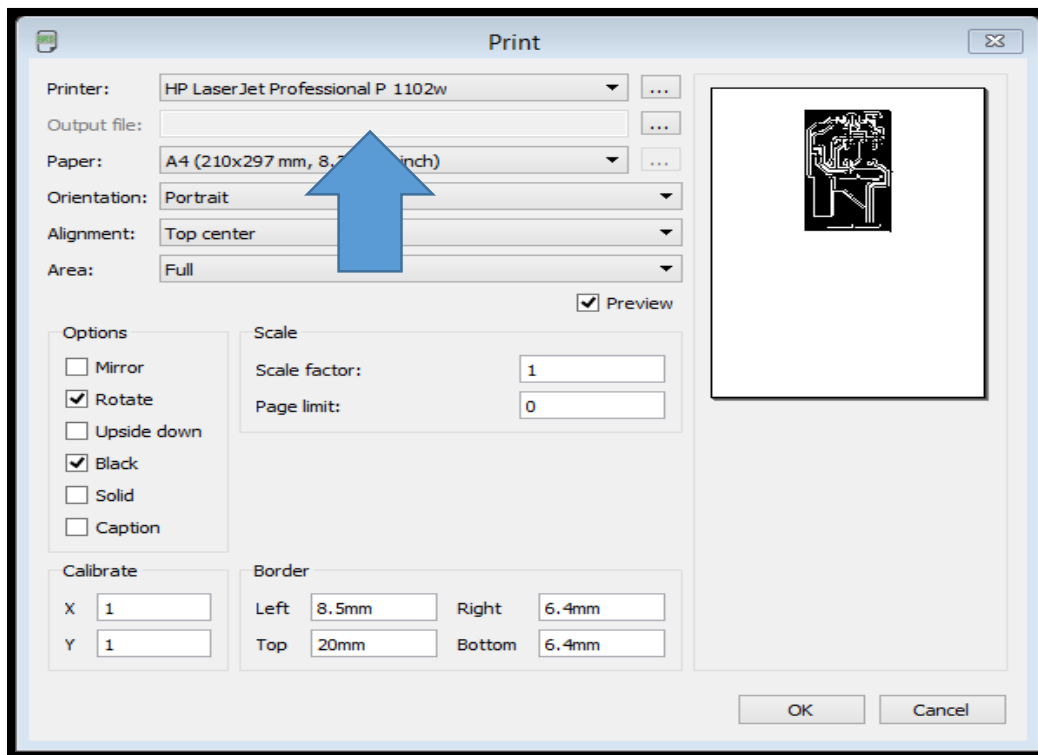 Print
Printer: HP LaserJet Professional P 1102w ...
Output file: ...
Paper: A4 (210x297 mm, 8. inch) ...
Orientation: Portrait
Alignment: Top center
Area: Full
Preview
Options
Mirror
Rotate
Upside down
Black
Solid
Caption
Scale
Scale factor: 1
Page limit: 0
Calibrate
X 1
Y 1
Border
Left 8.5mm Right 6.4mm
Top 20mm Bottom 6.4mm
OK Cancel